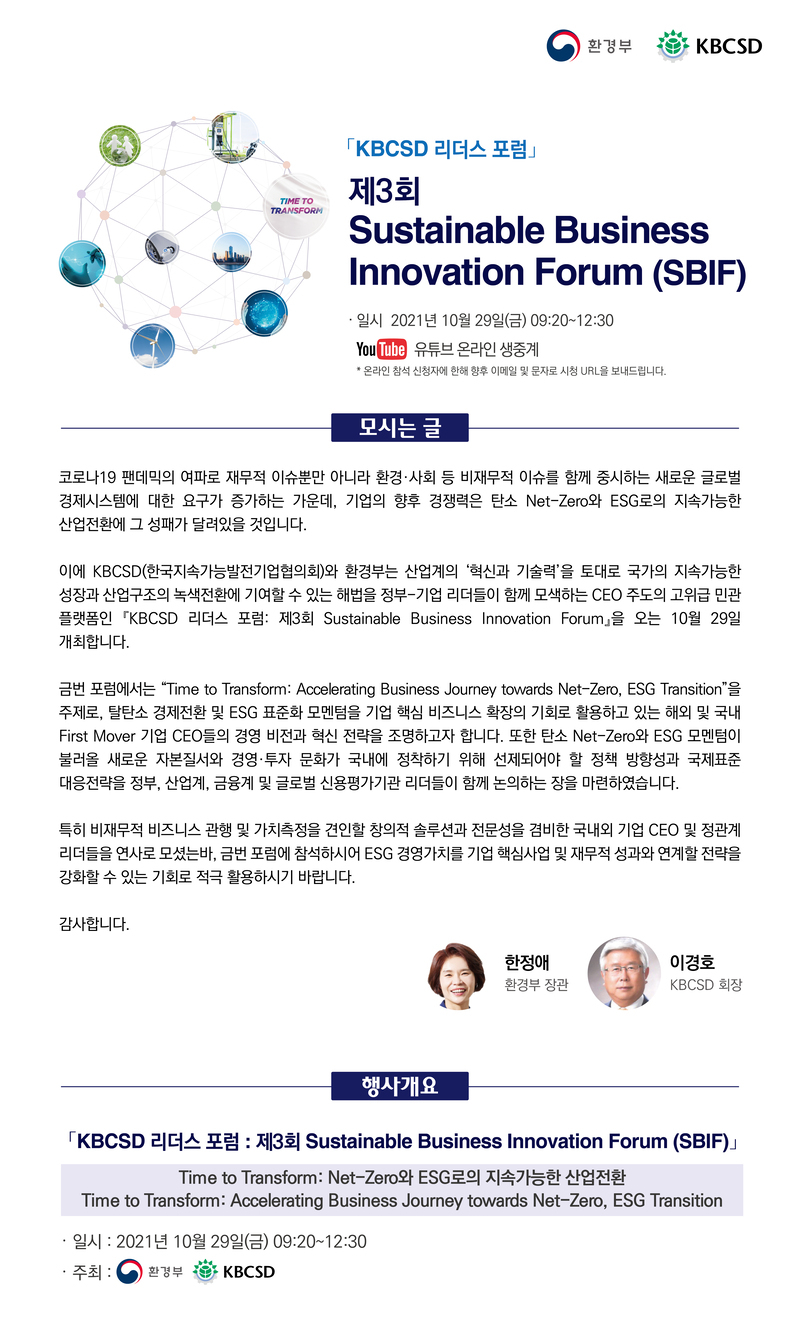 환경부 KBCSD
「KBCSD 리더스 포럼」
제3회
Sustainable Business
Innovation Forum (SBIF)
TIME TO
TRANSFORM
· 일시 2021년 10월 29일(금) 09:20~12:30
YouTube 유튜브 온라인 생중계
* 온라인 참석 신청자에 한해 향후 이메일 및 문자로 시청 URL을 보내드립니다.
모시는 글
코로나19 팬데믹의 여파로 재무적 이슈뿐만 아니라 환경·사회 등 비재무적 이슈를 함께 중시하는 새로운 글로벌
경제시스템에 대한 요구가 증가하는 가운데, 기업의 향후 경쟁력은 탄소 Net-Zero와 ESG로의 지속가능한
산업전환에 그 성패가 달려있을 것입니다.
이에 KBCSD(한국지속가능발전기업협의회)와 환경부는 산업계의 ‘혁신과 기술력’을 토대로 국가의 지속가능한
성장과 산업구조의 녹색전환에 기여할 수 있는 해법을 정부-기업 리더들이 함께 모색하는 CEO 주도의 고위급 민관
플랫폼인 『KBCSD 리더스 포럼: 제3회 Sustainable Business Innovation Forum』을 오는 10월 29일
개최합니다.
금번 포럼에서는 “Time to Transform: Accelerating Business Journey towards Net-Zero, ESG Transition”을
주제로, 탈탄소 경제전환 및 ESG 표준화 모멘텀을 기업 핵심 비즈니스 확장의 기회로 활용하고 있는 해외 및 국내
First Mover 기업 CEO들의 경영 비전과 혁신 전략을 조명하고자 합니다. 또한 탄소 Net-Zero와 ESG 모멘텀이
불러올 새로운 자본질서와 경영·투자 문화가 국내에 정착하기 위해 선제되어야 할 정책 방향성과 국제표준
대응전략을 정부, 산업계, 금융계 및 글로벌 신용평가기관 리더들이 함께 논의하는 장을 마련하였습니다.
특히 비재무적 비즈니스 관행 및 가치측정을 견인할 창의적 솔루션과 전문성을 겸비한 국내외 기업 CEO 및 정관계
리더들을 연사로 모셨는바, 금번 포럼에 참석하시어 ESG 경영가치를 기업 핵심사업 및 재무적 성과와 연계할 전략을
강화할 수 있는 기회로 적극 활용하시기 바랍니다.
감사합니다.
한정애
환경부 장관
이경호
KBCSD 회장
행사개요
「KBCSD 리더스 포럼 : 제3회 Sustainable Business Innovation Forum (SBIF)」
Time to Transform: Net-Zero와 ESG로의 지속가능한 산업전환
Time to Transform: Accelerating Business Journey towards Net-Zero, ESG Transition
· 일시 : 2021년 10월 29일(금) 09:20~12:30
· 주최 : 환경부 KBCSD